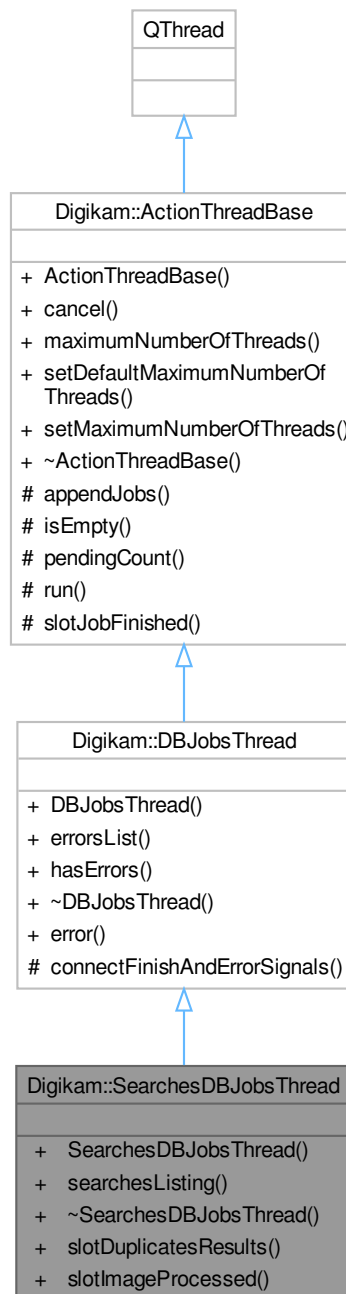 QThread
Digikam::ActionThreadBase
+ ActionThreadBase()
+ cancel()
+ maximumNumberOfThreads()
+ setDefaultMaximumNumberOf
Threads()
+ setMaximumNumberOfThreads()
+ ~ActionThreadBase()
# appendJobs()
# isEmpty()
# pendingCount()
# run()
# slotJobFinished()
Digikam::DBJobsThread
+ DBJobsThread()
+ errorsList()
+ hasErrors()
+ ~DBJobsThread()
+ error()
# connectFinishAndErrorSignals()
Digikam::SearchesDBJobsThread
+ SearchesDBJobsThread()
+ searchesListing()
+ ~SearchesDBJobsThread()
+ slotDuplicatesResults()
+ slotImageProcessed()